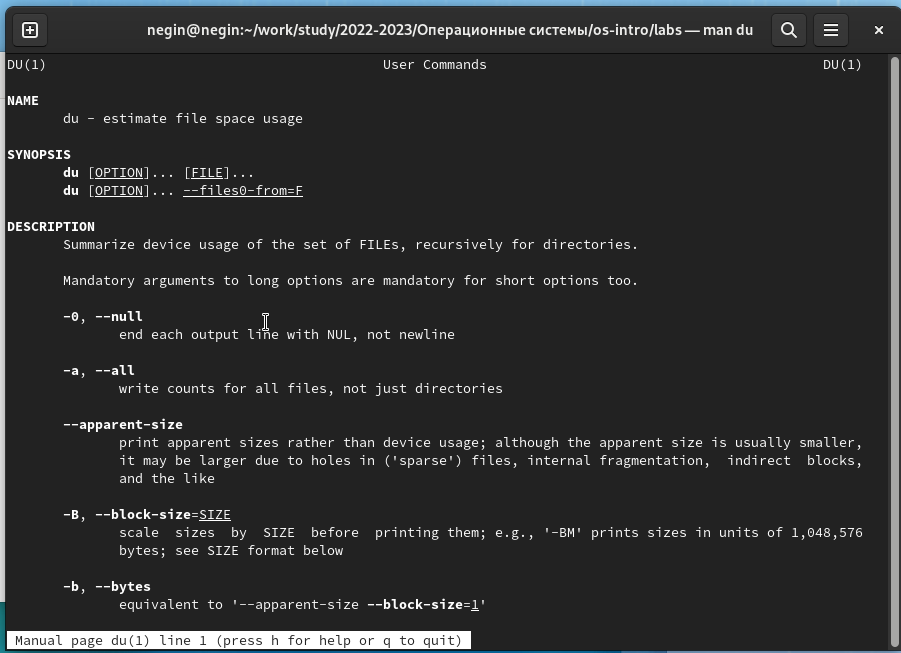 negin@negin:~/work/study/2022-2023/Операционные системы/os-intro/labs — man du
DU(1) User Commands DU(1)
NAME
du - estimate file space usage
SYNOPSIS
du [OPTION]... [FILE]...
du [OPTION]... --files0-from=F
DESCRIPTION
Summarize device usage of the set of FILEs, recursively for directories.
Mandatory arguments to long options are mandatory for short options too.
-0, --null
end each output line with NUL, not newline
-a, --all
write counts for all files, not just directories
--apparent-size
print apparent sizes rather than device usage; although the apparent size is usually smaller,
it may be larger due to holes in ('sparse') files, internal fragmentation, indirect blocks,
and the like
-B, --block-size=SIZE
scale sizes by SIZE before printing them; e.g., '-BM' prints sizes in units of 1,048,576
bytes; see SIZE format below
-b, --bytes
equivalent to '--apparent-size --block-size=1'
Manual page du(1) line 1 (press h for help or q to quit)